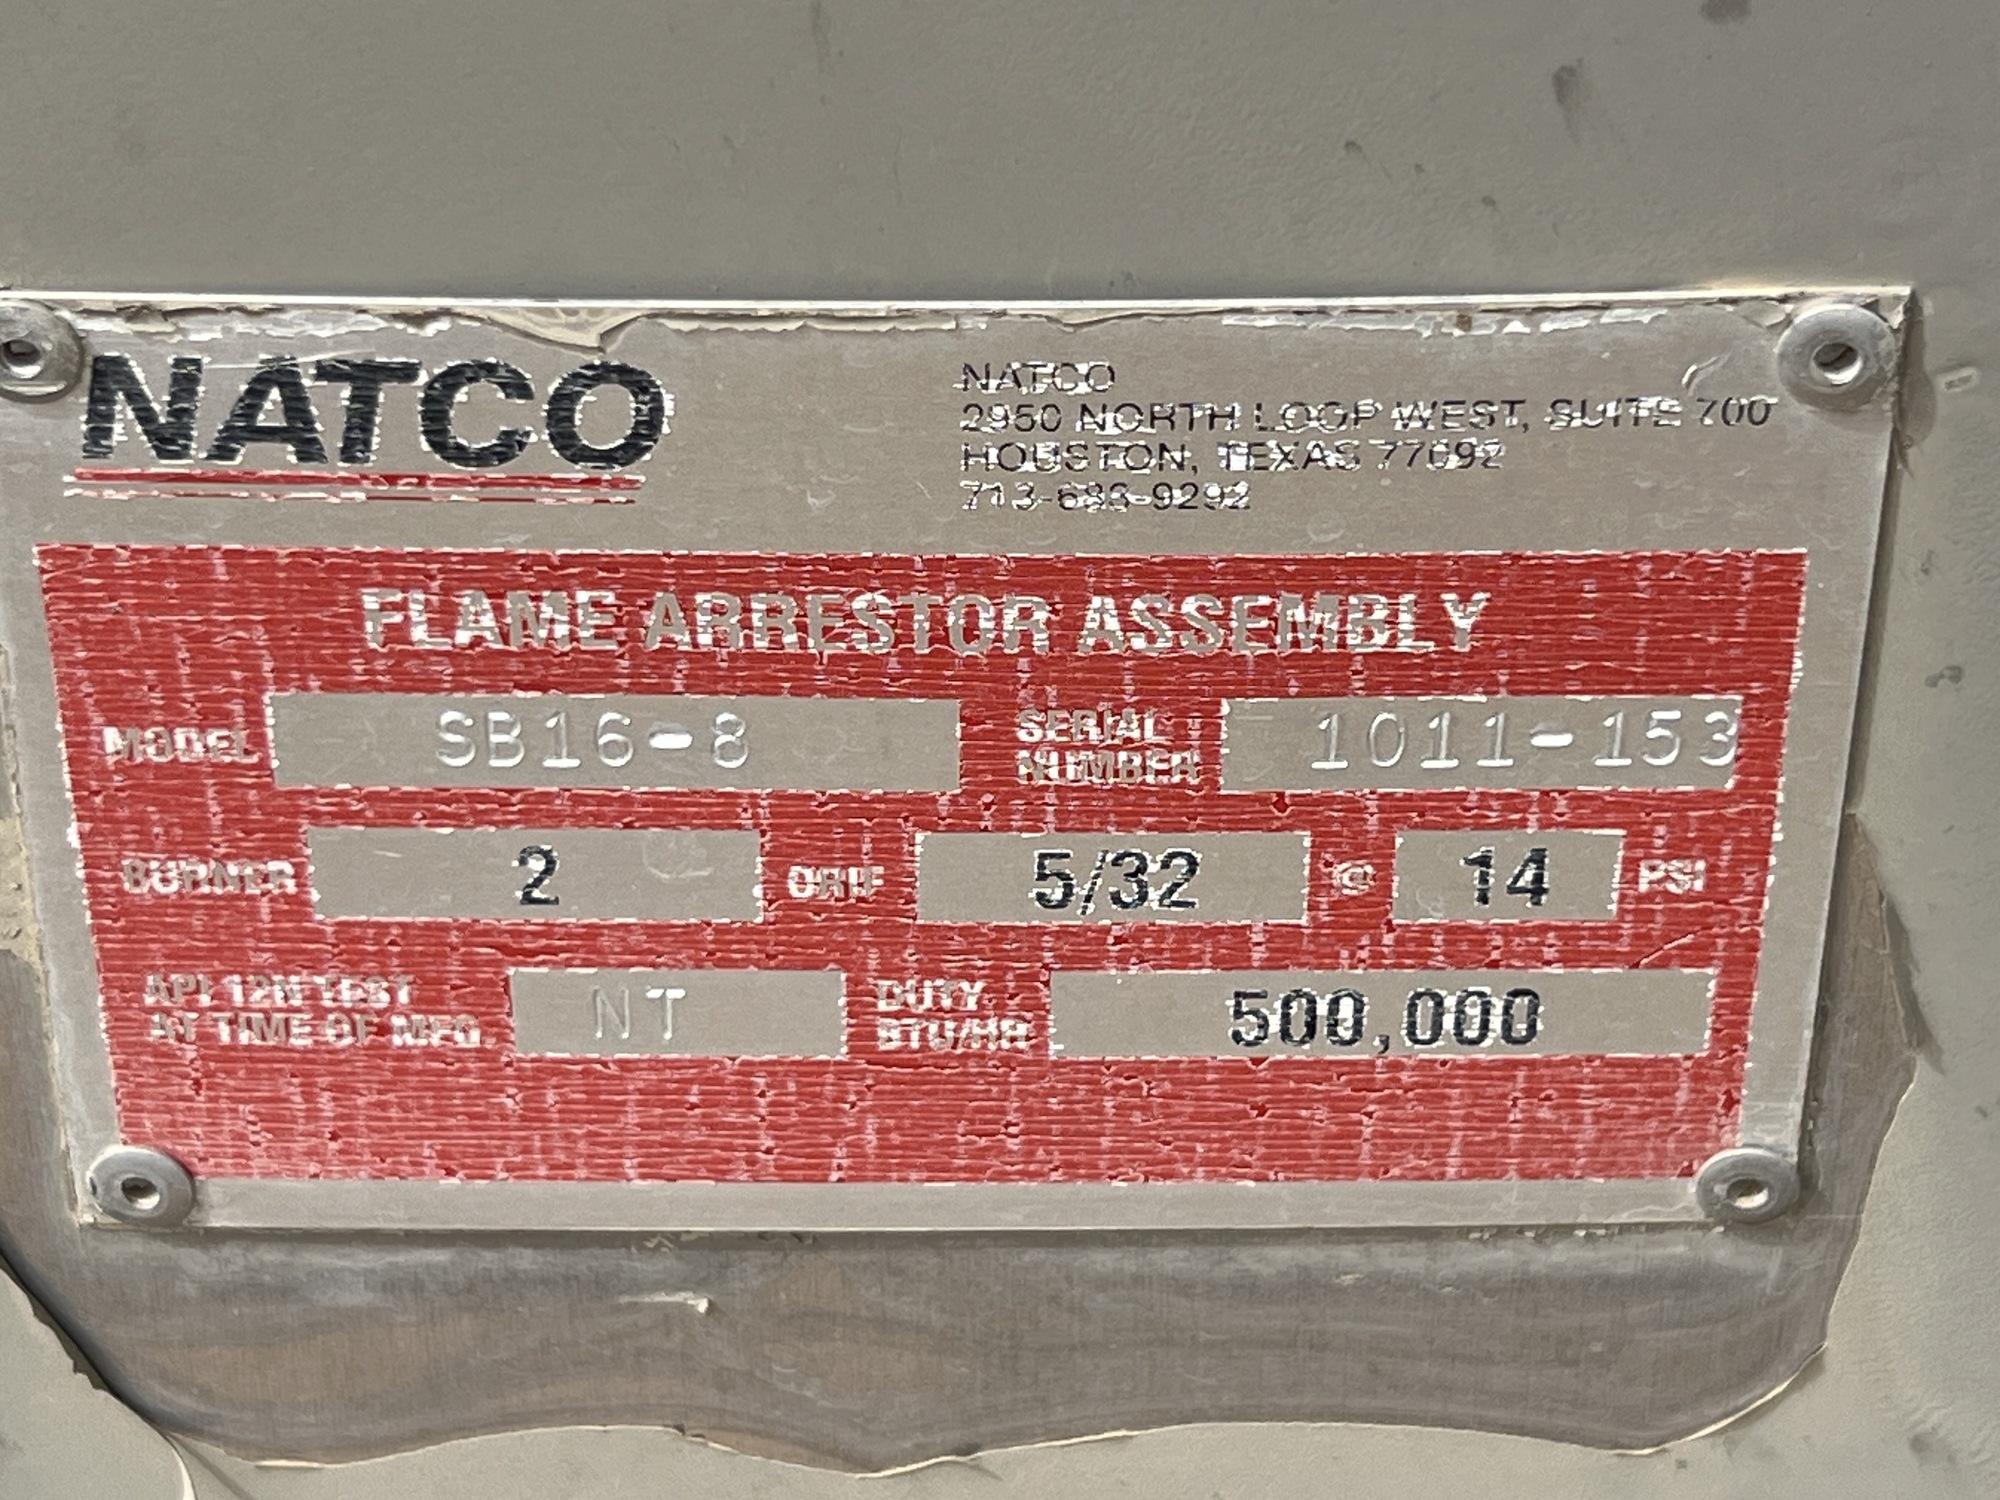 NATCO
NATCO
2950 NORTH LOOP WEST, SUITE 700
HOUSTON, TEXAS 77092
713-683-9292
FLAME ARRESTOR ASSEMBLY
MODEL SB16-8 SERIAL NUMBER 1011-153
BURNER 2 ORIF 5/32 @ 14 PSI
API 12N TEST AT TIME OF MFG. NT DUTY BTU/HR 500,000